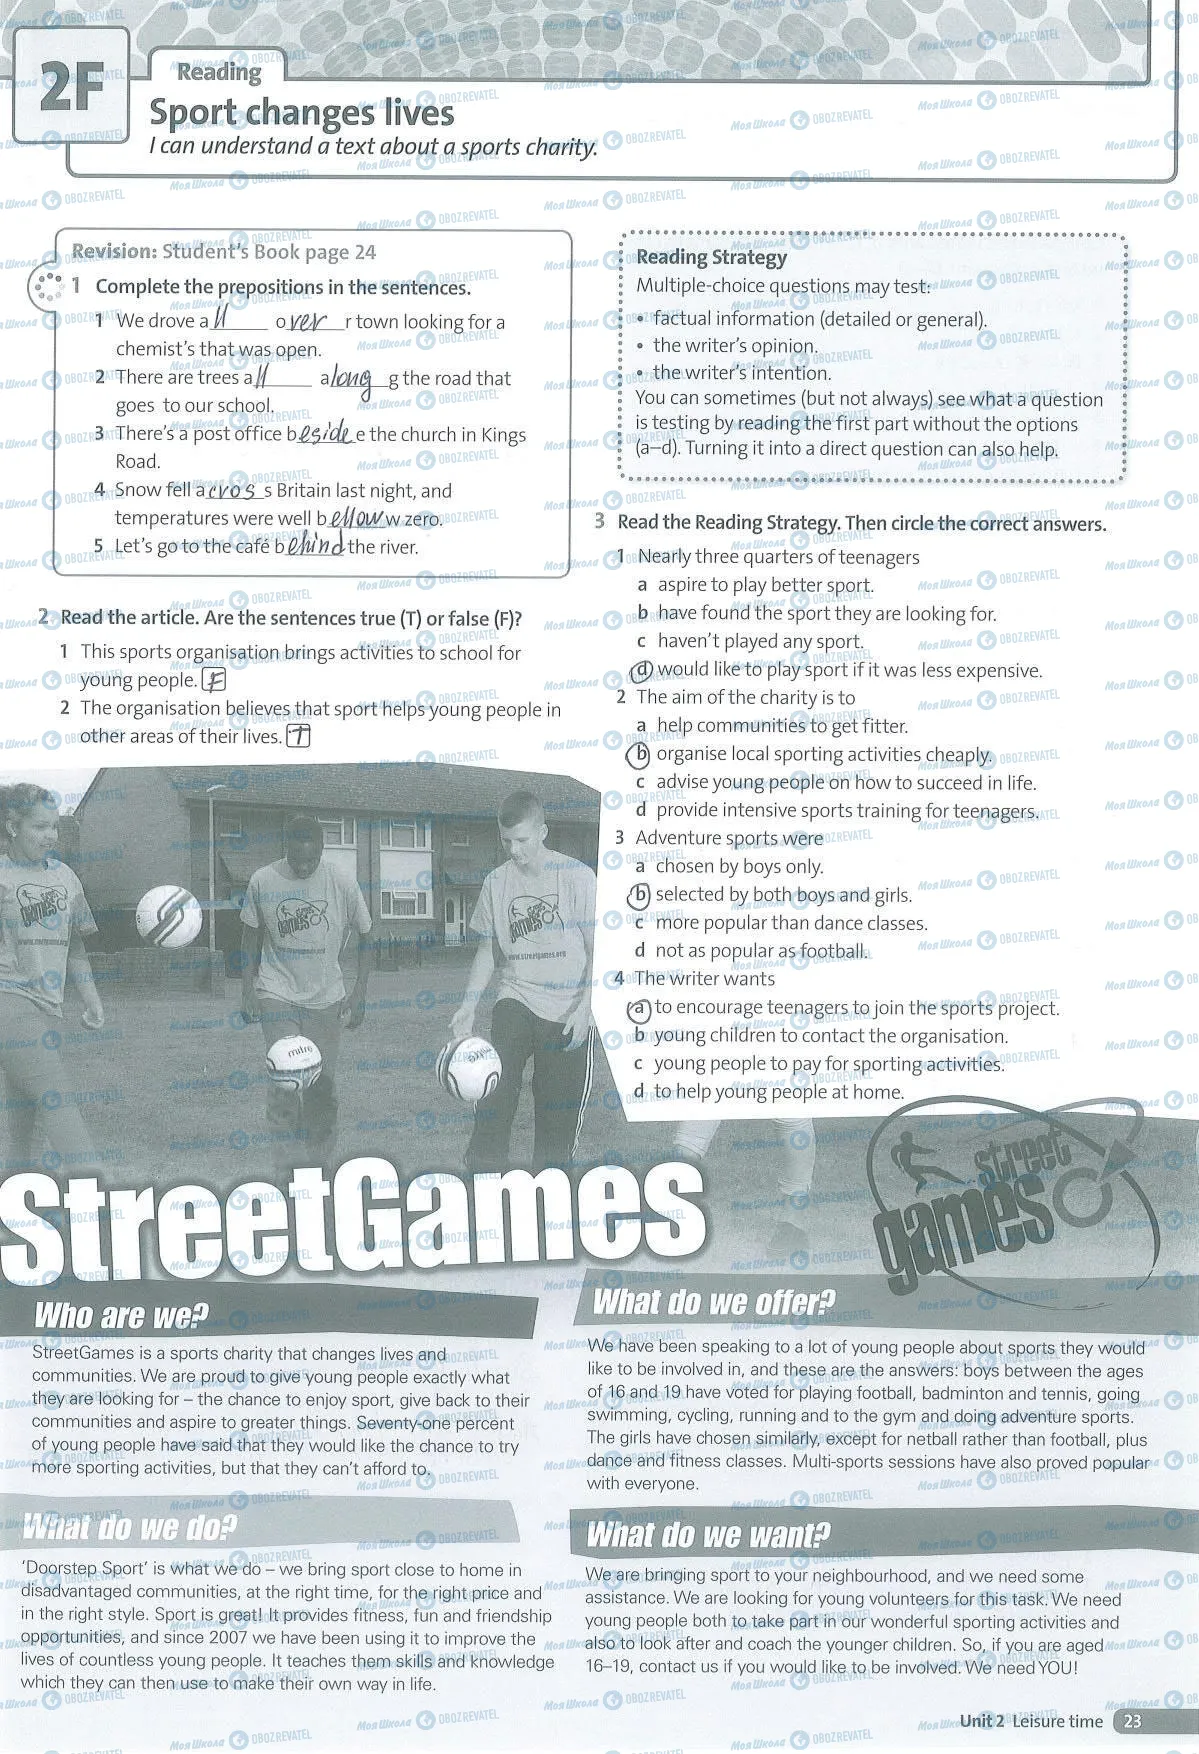 2F
Reading
Sport changes lives
I can understand a text about a sports charity.
Revision: Student's Book page 24
1 Complete the prepositions in the sentences.
1 We drove a ll over r town looking for a
chemist's that was open.
2 There are trees all along g the road that
goes to our school.
3 There's a post office beside e the church in Kings
Road.
4 Snow fell acros s Britain last night, and
temperatures were well bellow w zero.
5 Let's go to the café behind the river.
2 Read the article. Are the sentences true (T) or false (F)?
1 This sports organisation brings activities to school for
young people. F
2 The organisation believes that sport helps young people in
other areas of their lives. T
Reading Strategy
Multiple-choice questions may test:
• factual information (detailed or general).
• the writer's opinion.
• the writer's intention.
You can sometimes (but not always) see what a question
is testing by reading the first part without the options
(a–d). Turning it into a direct question can also help.
3 Read the Reading Strategy. Then circle the correct answers.
1 Nearly three quarters of teenagers
a aspire to play better sport.
b have found the sport they are looking for.
c haven't played any sport.
d would like to play sport if it was less expensive.
2 The aim of the charity is to
a help communities to get fitter.
b organise local sporting activities cheaply.
c advise young people on how to succeed in life.
d provide intensive sports training for teenagers.
3 Adventure sports were
a chosen by boys only.
b selected by both boys and girls.
c more popular than dance classes.
d not as popular as football.
4 The writer wants
a to encourage teenagers to join the sports project.
b young children to contact the organisation.
c young people to pay for sporting activities.
d to help young people at home.
street games
www.streetgames.org
mitre
StreetGames
street
games
Who are we?
StreetGames is a sports charity that changes lives and
communities. We are proud to give young people exactly what
they are looking for – the chance to enjoy sport, give back to their
communities and aspire to greater things. Seventy-one percent
of young people have said that they would like the chance to try
more sporting activities, but that they can't afford to.
What do we do?
'Doorstep Sport' is what we do – we bring sport close to home in
disadvantaged communities, at the right time, for the right price and
in the right style. Sport is great! It provides fitness, fun and friendship
opportunities, and since 2007 we have been using it to improve the
lives of countless young people. It teaches them skills and knowledge
which they can then use to make their own way in life.
What do we offer?
We have been speaking to a lot of young people about sports they would
like to be involved in, and these are the answers: boys between the ages
of 16 and 19 have voted for playing football, badminton and tennis, going
swimming, cycling, running and to the gym and doing adventure sports.
The girls have chosen similarly, except for netball rather than football, plus
dance and fitness classes. Multi-sports sessions have also proved popular
with everyone.
What do we want?
We are bringing sport to your neighbourhood, and we need some
assistance. We are looking for young volunteers for this task. We need
young people both to take part in our wonderful sporting activities and
also to look after and coach the younger children. So, if you are aged
16–19, contact us if you would like to be involved. We need YOU!
Unit 2 Leisure time 23
Моя Школа OBOZREVATEL